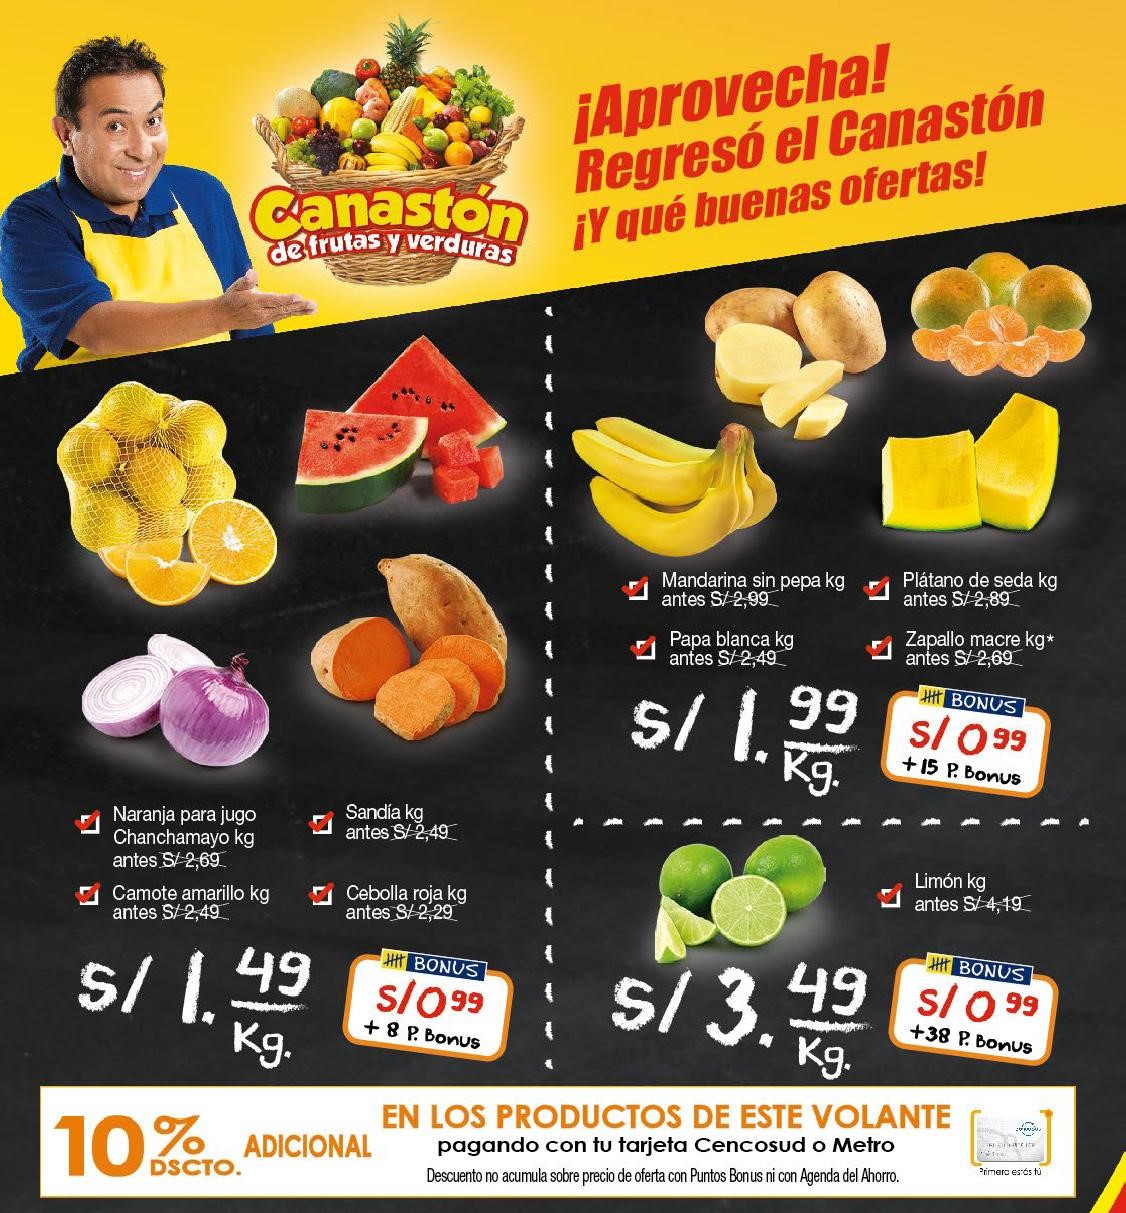 Canastón
de frutas y verduras
¡Aprovecha!
Regresó el Canastón
¡Y qué buenas ofertas!
Naranja para jugo
Chanchamayo kg
antes S/ 2,69
Sandía kg
antes S/ 2,49
Camote amarillo kg
antes S/ 2,49
Cebolla roja kg
antes S/ 2,29
S/ 1.49
Kg.
BONUS
S/ 0 99
+ 8 P. Bonus
Mandarina sin pepa kg
antes S/ 2,99
Plátano de seda kg
antes S/ 2,89
Papa blanca kg
antes S/ 2,49
Zapallo macre kg*
antes S/ 2,69
S/ 1.99
Kg.
BONUS
S/ 0 99
+ 15 P. Bonus
Limón kg
antes S/ 4,19
S/ 3.49
Kg.
BONUS
S/ 0 99
+38 P. Bonus
10% DSCTO. ADICIONAL
EN LOS PRODUCTOS DE ESTE VOLANTE
pagando con tu tarjeta Cencosud o Metro
Descuento no acumula sobre precio de oferta con Puntos Bonus ni con Agenda del Ahorro.
cencosud
Primero estás tú